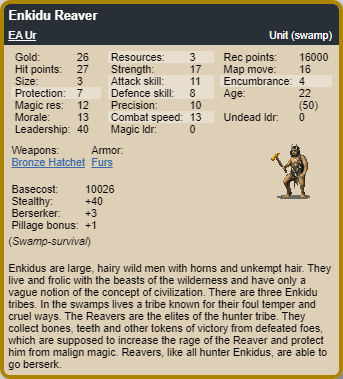 Enkidu Reaver
EA Ur Unit (swamp)
Gold: 26 Resources: 3 Rec points: 16000
Hit points: 27 Strength: 17 Map move: 16
Size: 3 Attack skill: 11 Encumbrance: 4
Protection: 7 Defence skill: 8 Age: 22
Magic res: 12 Precision: 10 (50)
Morale: 13 Combat speed: 13 Undead ldr: 0
Leadership: 40 Magic ldr: 0
Weapons: Armor:
Bronze Hatchet Furs
Basecost: 10026
Stealthy: +40
Berserker: +3
Pillage bonus: +1
(Swamp-survival)
Enkidus are large, hairy wild men with horns and unkempt hair. They
live and frolic with the beasts of the wilderness and have only a
vague notion of the concept of civilization. There are three Enkidu
tribes. In the swamps lives a tribe known for their foul temper and
cruel ways. The Reavers are the elites of the hunter tribe. They
collect bones, teeth and other tokens of victory from defeated foes,
which are supposed to increase the rage of the Reaver and protect
him from malign magic. Reavers, like all hunter Enkidus, are able to
go berserk.